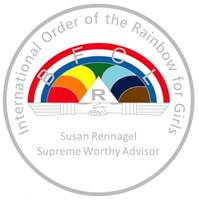 International Order of the Rainbow for Girls
B F C L
R
Susan Rennagel
Supreme Worthy Advisor